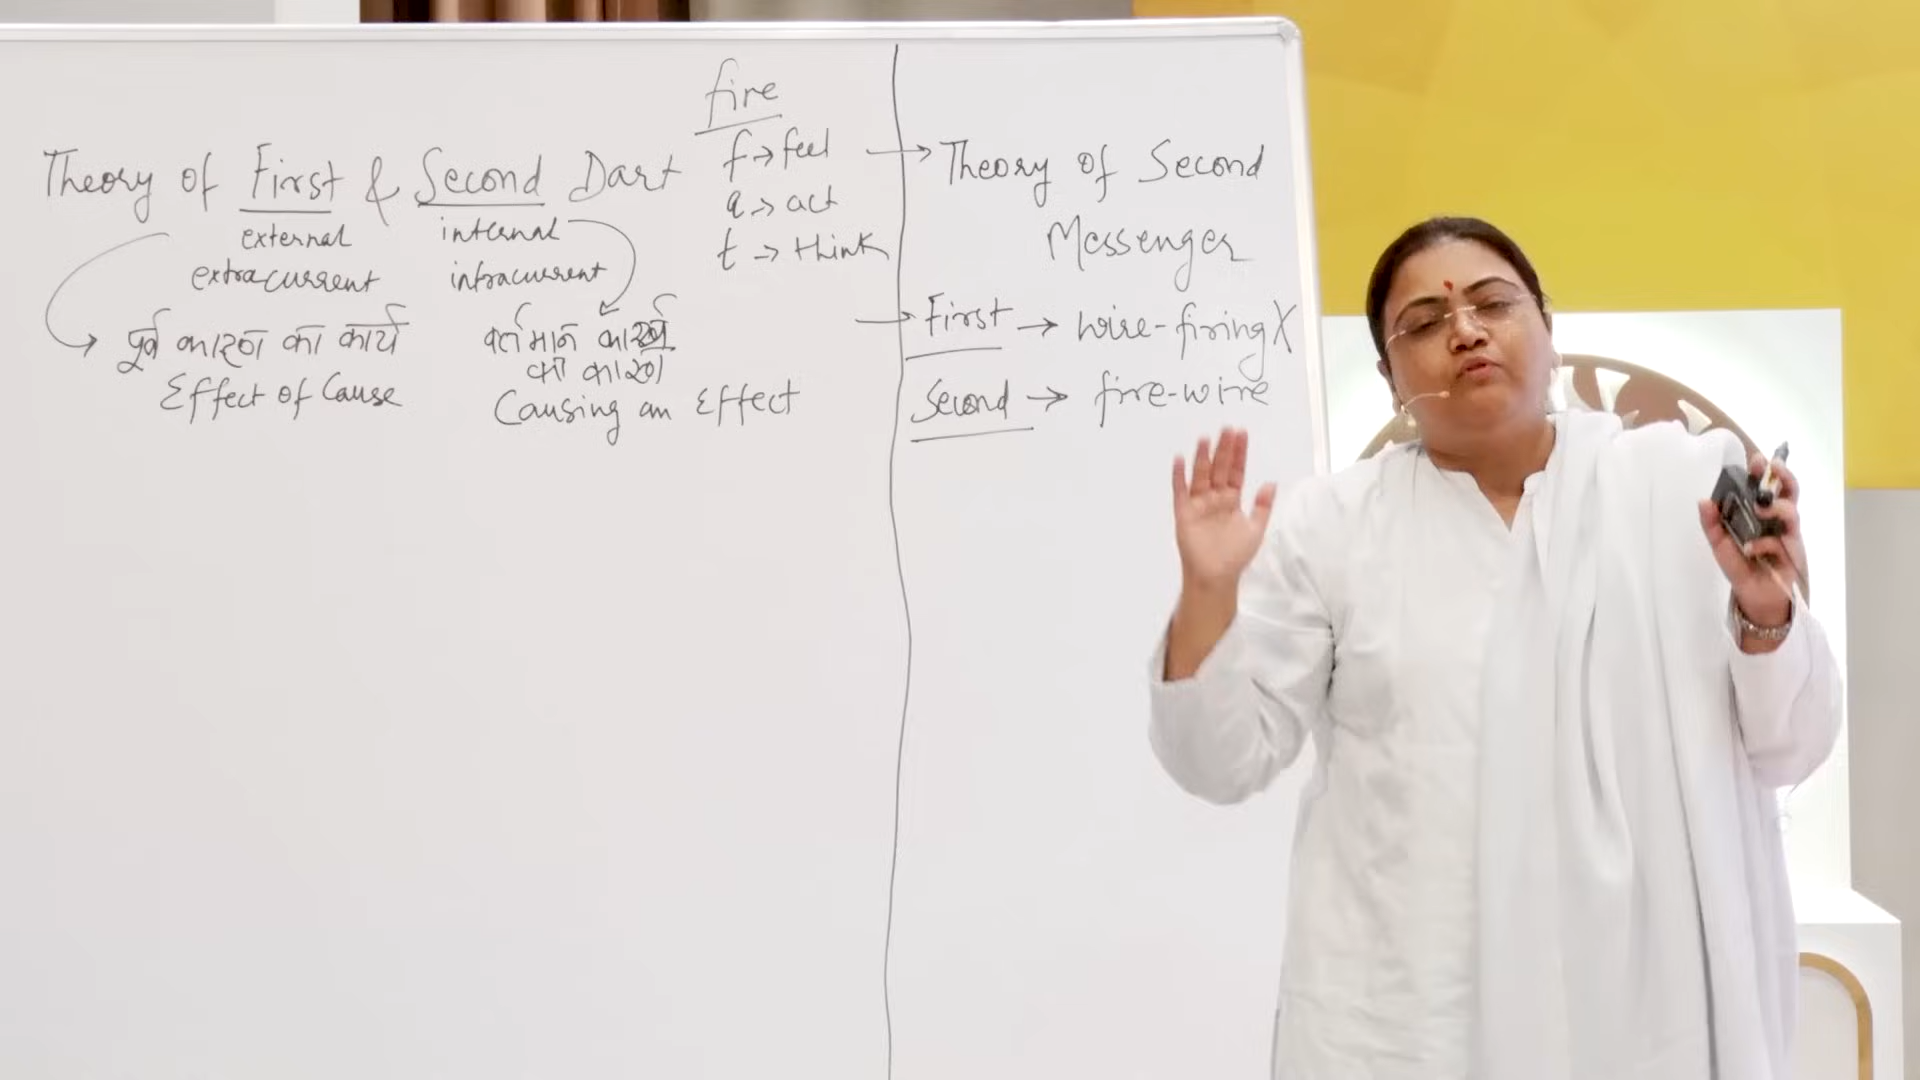 Theory of First & Second Dart
external
extracurrent
internal
intracurrent
पूर्व कारण का कार्य
Effect of Cause
वर्तमान
का कारण
Causing an Effect
fire
f → feel
a → act
t → think
→ Theory of Second
Messenger
→ First → wire-firing X
Second → fire-wire